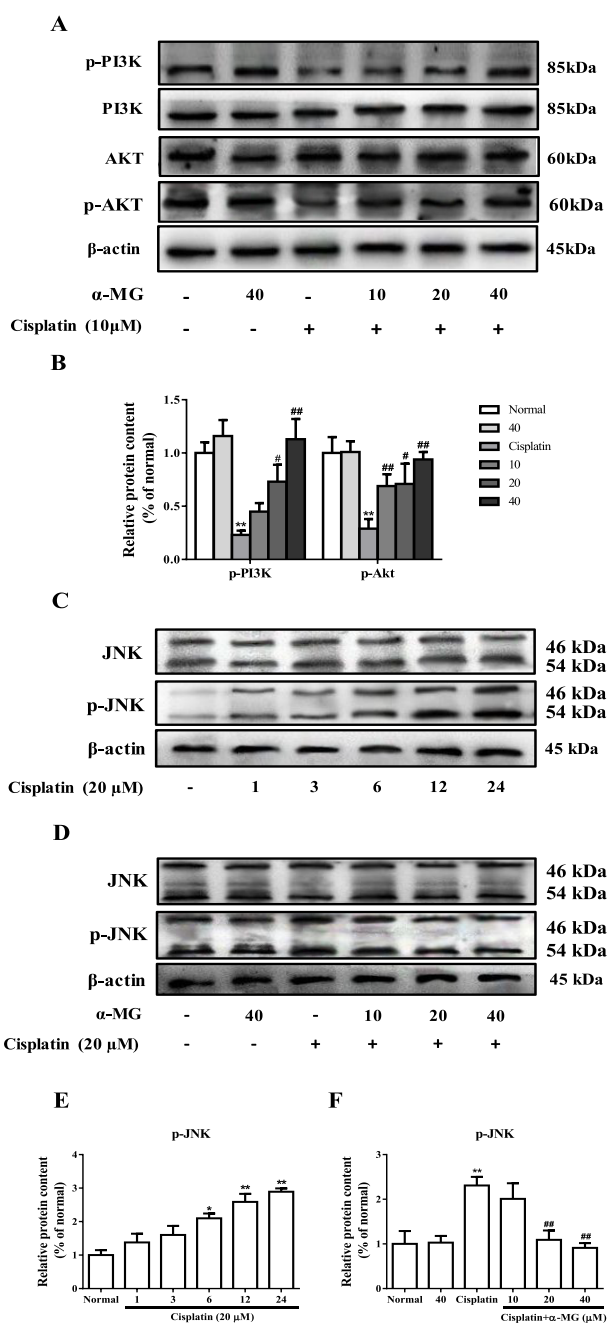 A
p-PI3K 85kDa
PI3K 85kDa
AKT 60kDa
p-AKT 60kDa
β-actin 45kDa
α-MG - 40 - 10 20 40
Cisplatin (10μM) - - + + + +
B
Relative protein content
(% of normal)
1.5
1.0
0.5
0.0
** # ## ** ## # ##
p-PI3K p-Akt
Normal
40
Cisplatin
10
20
40
C
JNK 46 kDa
54 kDa
p-JNK 46 kDa
54 kDa
β-actin 45 kDa
Cisplatin (20 μM) - 1 3 6 12 24
D
JNK 46 kDa
54 kDa
p-JNK 46 kDa
54 kDa
β-actin 45 kDa
α-MG - 40 - 10 20 40
Cisplatin (20 μM) - - + + + +
E
p-JNK
Relative protein content
(% of normal)
4
3
2
1
0
* ** **
Normal 1 3 6 12 24
Cisplatin (20 μM)
F
p-JNK
Relative protein content
(% of normal)
3
2
1
0
** ## ##
Normal 40 Cisplatin 10 20 40
Cisplatin+α-MG (μM)